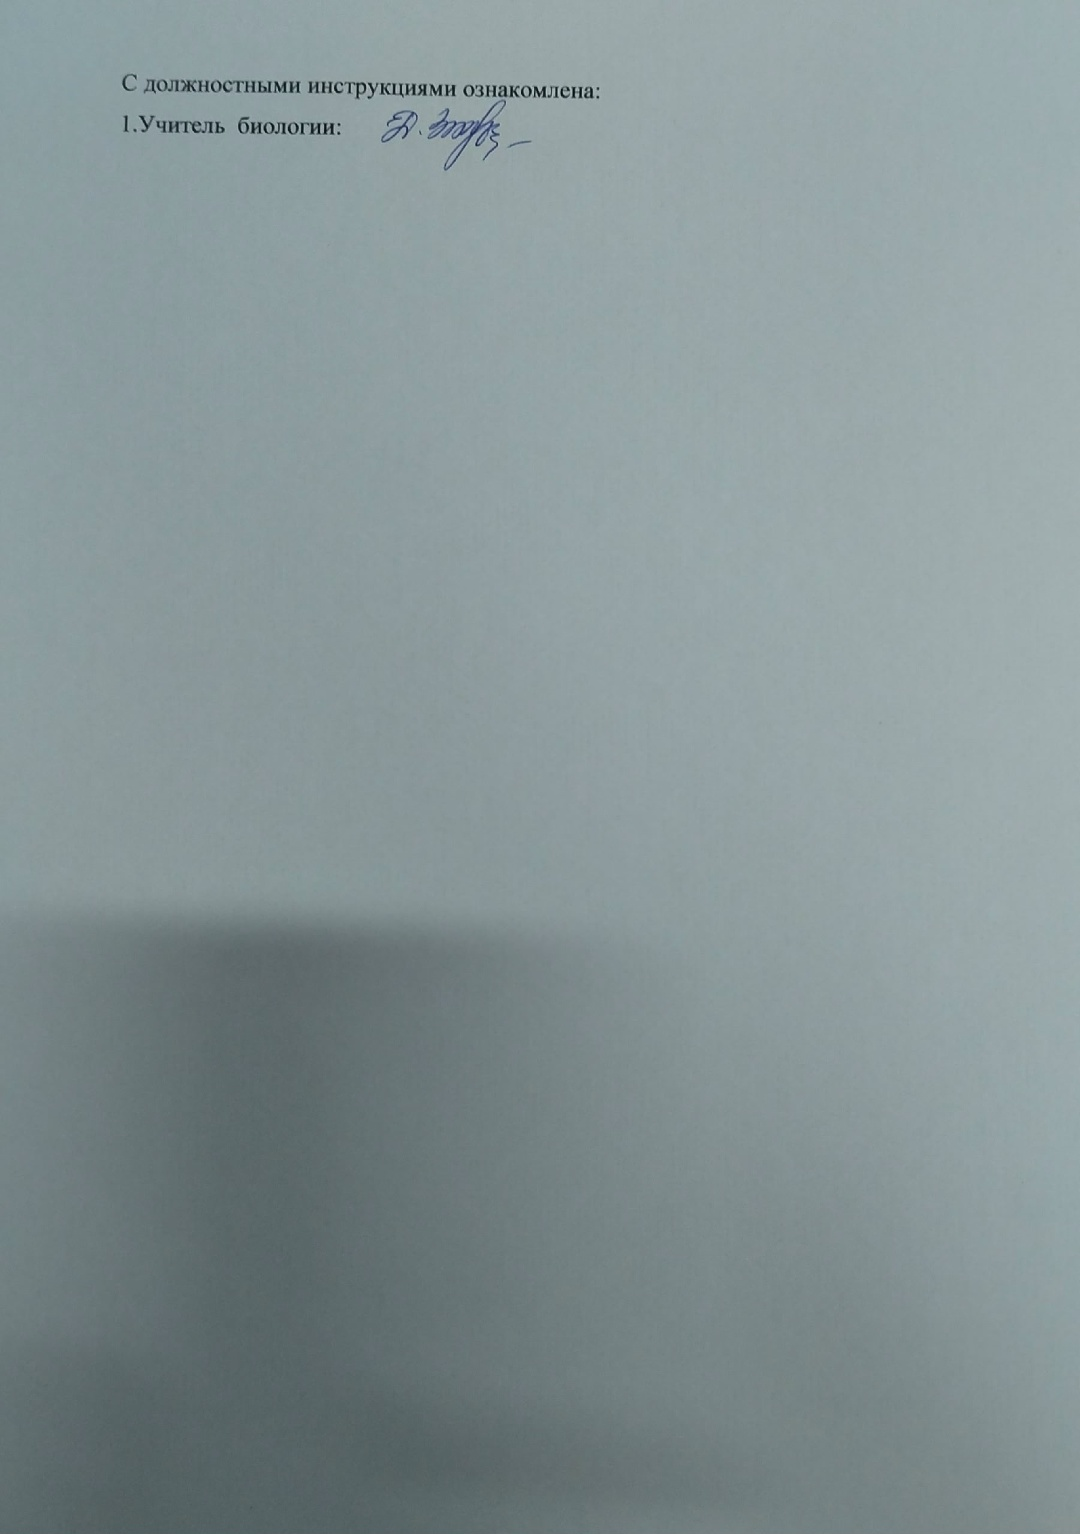 С должностными инструкциями ознакомлена:
1.Учитель биологии: